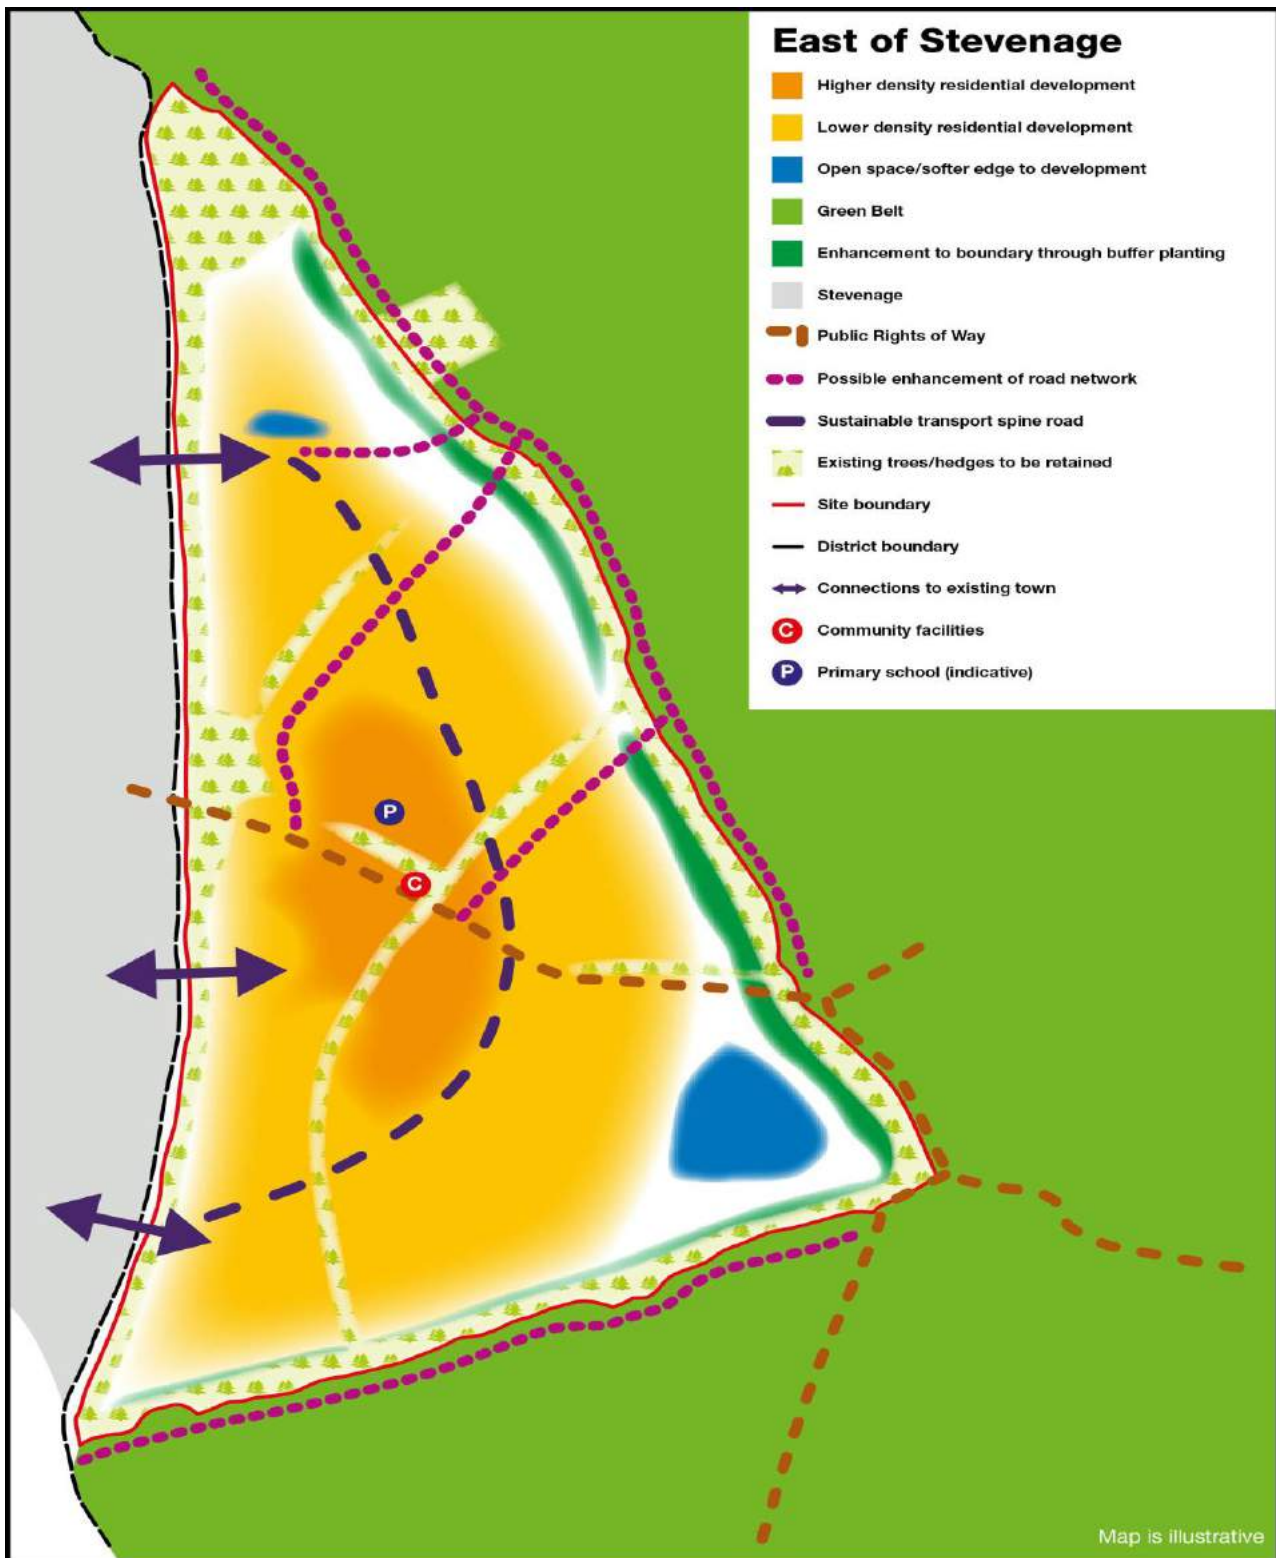 East of Stevenage
Higher density residential development
Lower density residential development
Open space/softer edge to development
Green Belt
Enhancement to boundary through buffer planting
Stevenage
Public Rights of Way
Possible enhancement of road network
Sustainable transport spine road
Existing trees/hedges to be retained
Site boundary
District boundary
Connections to existing town
C Community facilities
P Primary school (indicative)
P
C
Map is illustrative